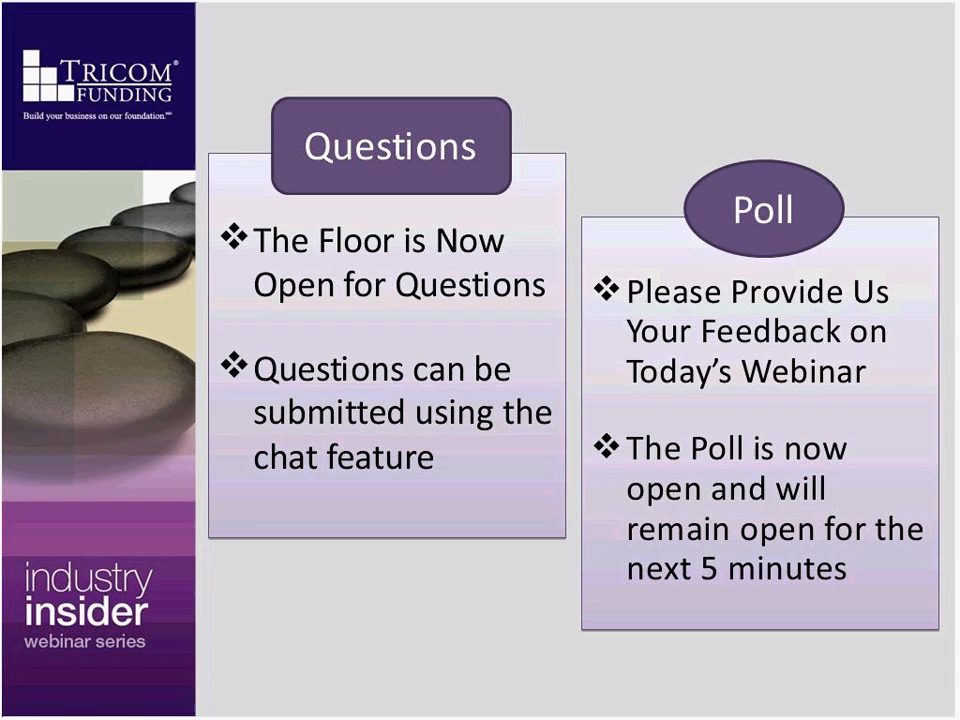 TRICOM®
FUNDING
Build your business on our foundation.℠
Questions
❖ The Floor is Now
Open for Questions
❖ Questions can be
submitted using the
chat feature
Poll
❖ Please Provide Us
Your Feedback on
Today’s Webinar
❖ The Poll is now
open and will
remain open for the
next 5 minutes
industry
insider
webinar series